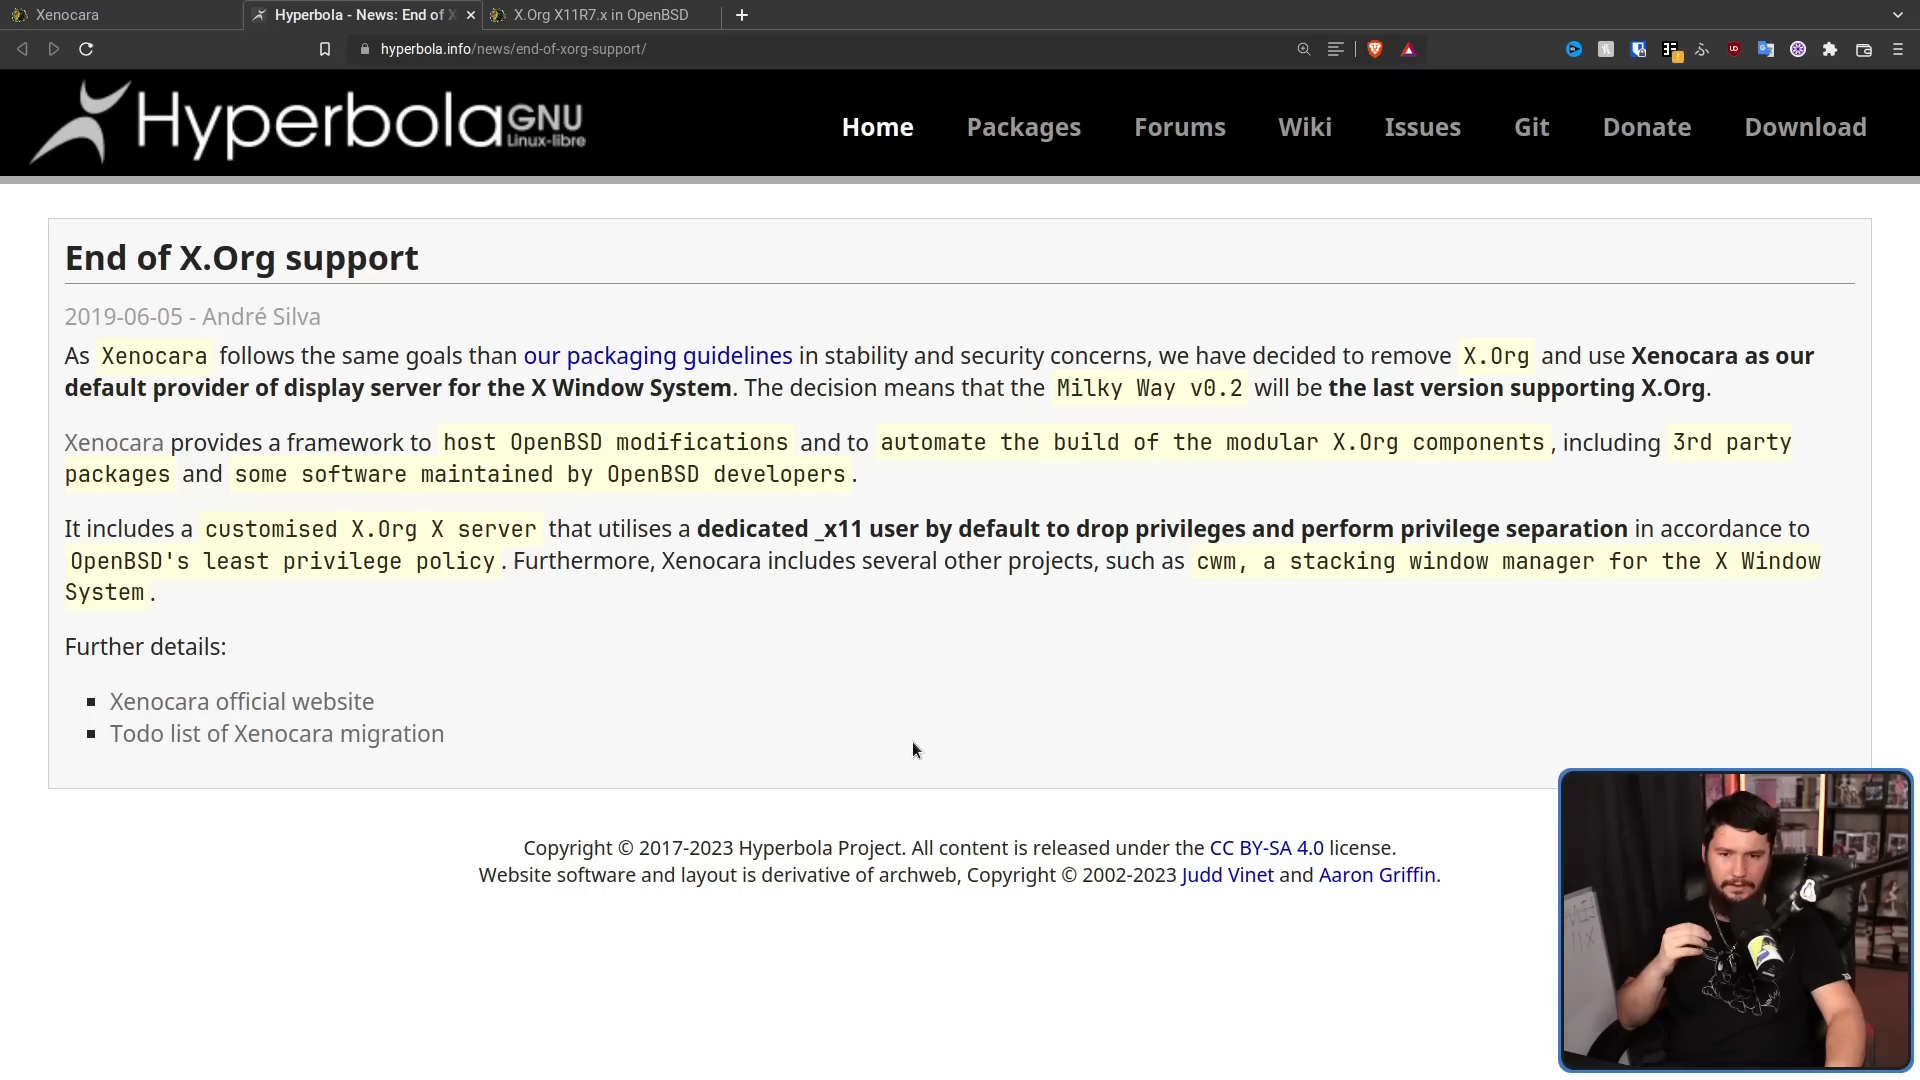 Xenocara
Hyperbola - News: End of X
X.Org X11R7.x in OpenBSD
hyperbola.info/news/end-of-xorg-support/
Hyperbola GNU
Linux-libre
Home Packages Forums Wiki Issues Git Donate Download
End of X.Org support
2019-06-05 - André Silva
As Xenocara follows the same goals than our packaging guidelines in stability and security concerns, we have decided to remove X.Org and use Xenocara as our
default provider of display server for the X Window System. The decision means that the Milky Way v0.2 will be the last version supporting X.Org.
Xenocara provides a framework to host OpenBSD modifications and to automate the build of the modular X.Org components, including 3rd party
packages and some software maintained by OpenBSD developers.
It includes a customised X.Org X server that utilises a dedicated _x11 user by default to drop privileges and perform privilege separation in accordance to
OpenBSD's least privilege policy. Furthermore, Xenocara includes several other projects, such as cwm, a stacking window manager for the X Window
System.
Further details:
Xenocara official website
Todo list of Xenocara migration
Copyright © 2017-2023 Hyperbola Project. All content is released under the CC BY-SA 4.0 license.
Website software and layout is derivative of archweb, Copyright © 2002-2023 Judd Vinet and Aaron Griffin.